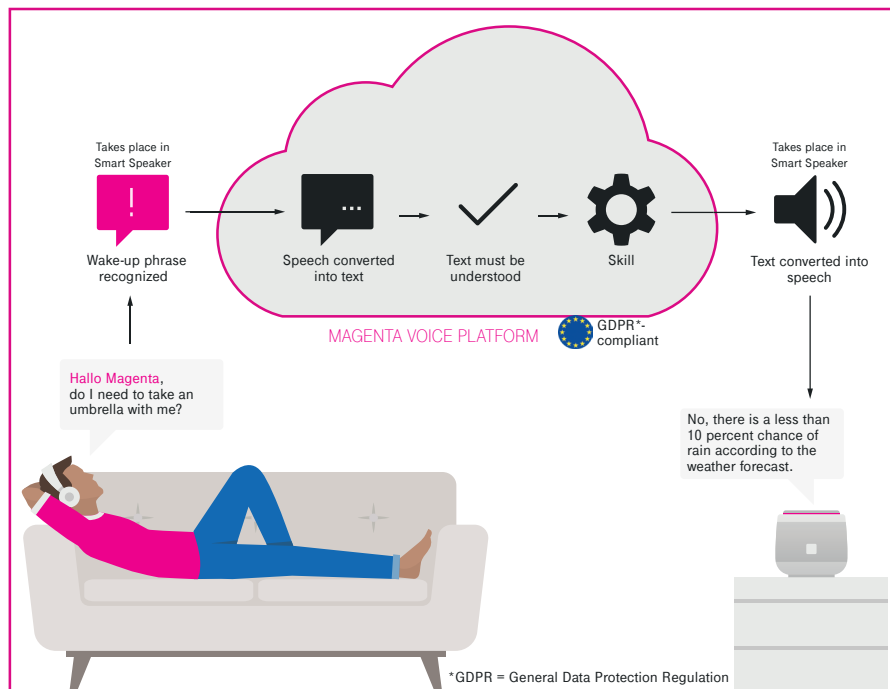 Takes place in
Smart Speaker
Wake-up phrase
recognized
...
Speech converted
into text
Text must be
understood
Skill
Takes place in
Smart Speaker
Text converted into
speech
MAGENTA VOICE PLATFORM
GDPR*-
compliant
Hallo Magenta,
do I need to take an
umbrella with me?
No, there is a less than
10 percent chance of
rain according to the
weather forecast.
*GDPR = General Data Protection Regulation